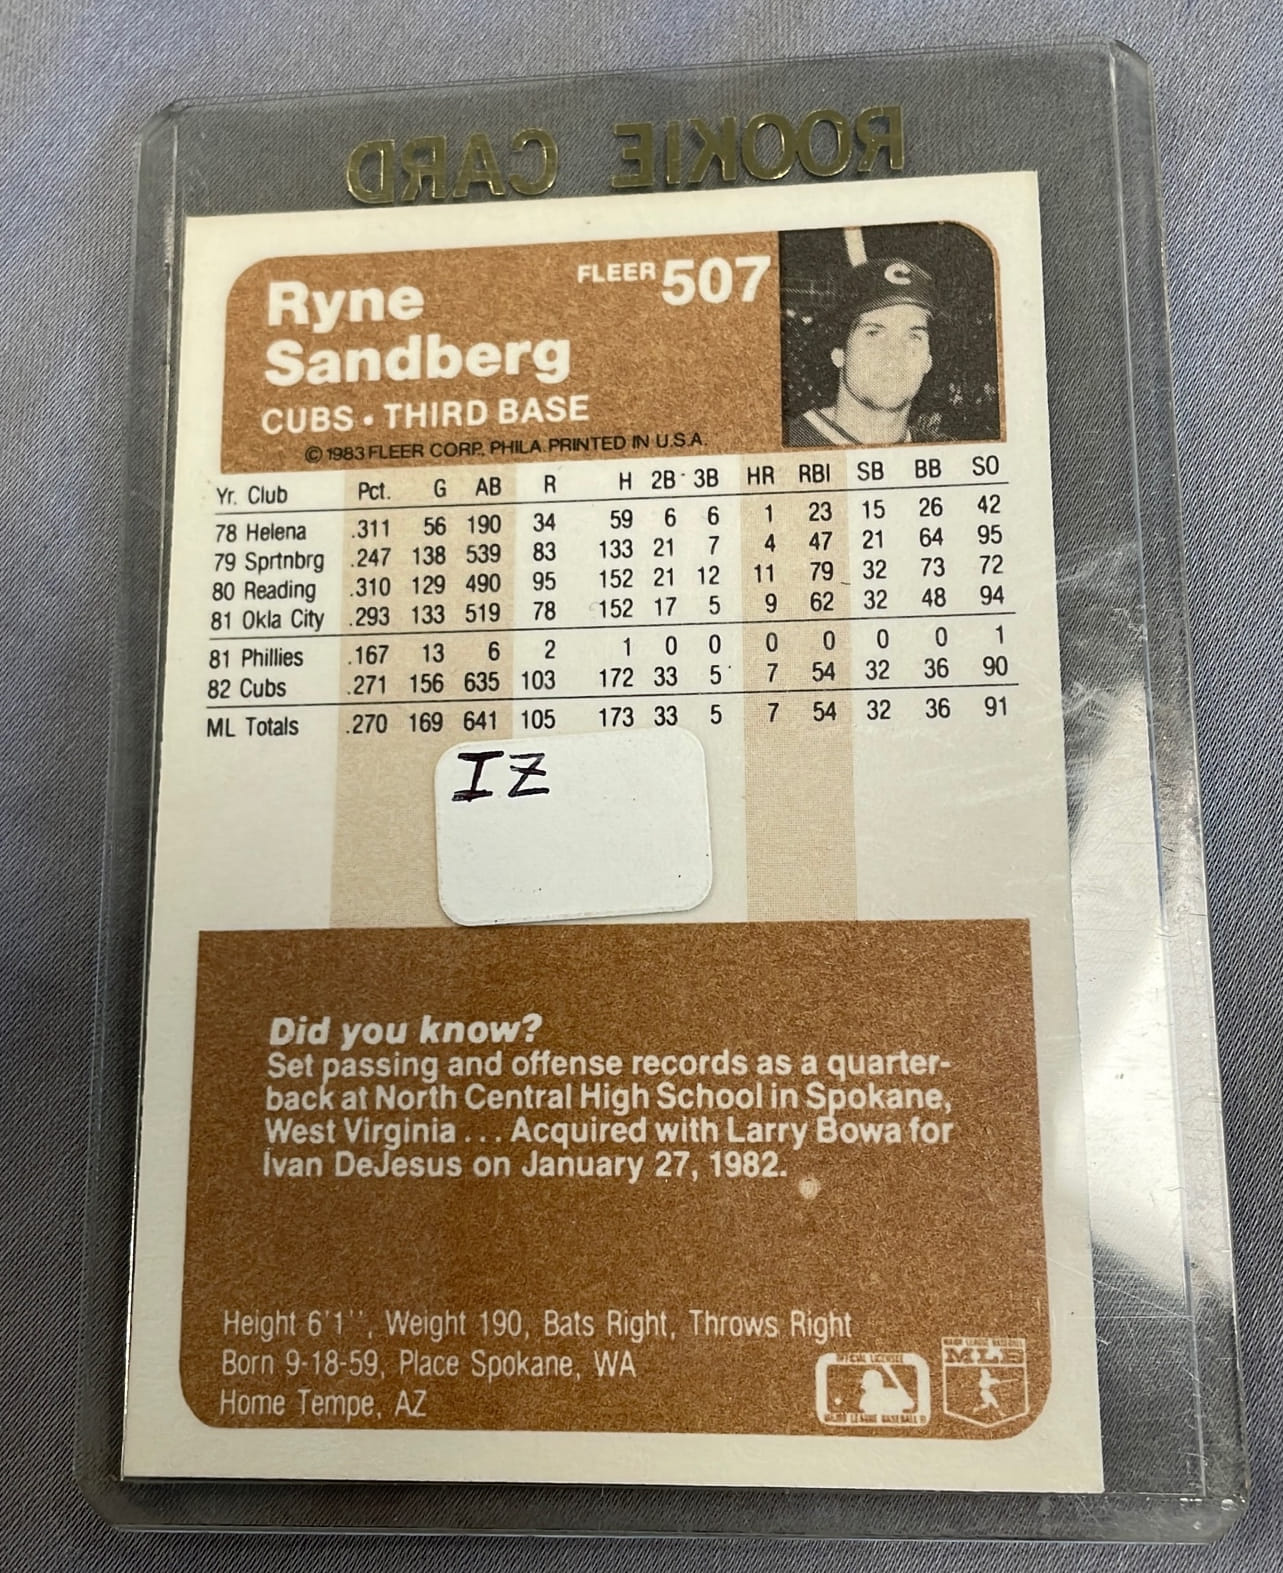 ROOKIE CARD
Ryne
Sandberg
FLEER 507
C
CUBS • THIRD BASE
© 1983 FLEER CORP. PHILA. PRINTED IN U.S.A.
Yr. Club Pct. G AB R H 2B 3B HR RBI SB BB SO
78 Helena .311 56 190 34 59 6 6 1 23 15 26 42
79 Sprtnbrg .247 138 539 83 133 21 7 4 47 21 64 95
80 Reading .310 129 490 95 152 21 12 11 79 32 73 72
81 Okla City .293 133 519 78 152 17 5 9 62 32 48 94
81 Phillies .167 13 6 2 1 0 0 0 0 0 0 1
82 Cubs .271 156 635 103 172 33 5 7 54 32 36 90
ML Totals .270 169 641 105 173 33 5 7 54 32 36 91
IZ
Did you know?
Set passing and offense records as a quarter-
back at North Central High School in Spokane,
West Virginia . . . Acquired with Larry Bowa for
Ivan DeJesus on January 27, 1982.
Height 6'1", Weight 190, Bats Right, Throws Right
Born 9-18-59, Place Spokane, WA
Home Tempe, AZ
OFFICIAL LICENSEE
MAJOR LEAGUE BASEBALL
MAJOR LEAGUE BASEBALL